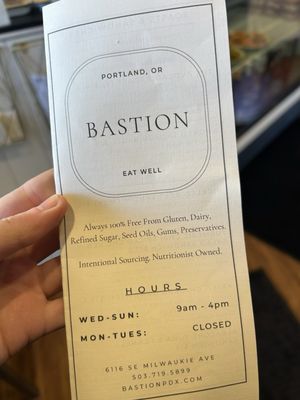 PORTLAND, OR
BASTION
EAT WELL
Always 100% Free From Gluten, Dairy,
Refined Sugar, Seed Oils, Gums, Preservatives.
Intentional Sourcing. Nutritionist Owned.
HOURS
WED-SUN: 9am - 4pm
MON-TUES: CLOSED
6116 SE MILWAUKIE AVE
503.719.5899
BASTIONPDX.COM